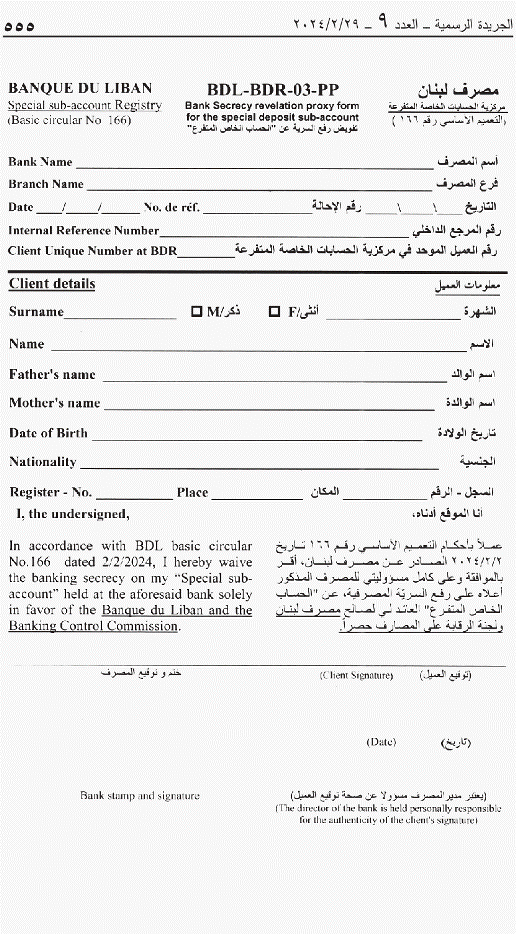 ٥٥٥ الجريدة الرسمية ـ العدد ٩ ـ ٢٠٢٤/٢/٢٩
BANQUE DU LIBAN BDL-BDR-03-PP مصرف لبنان
Special sub-account Registry Bank Secrecy revelation proxy form مركزية الحسابات الخاصة المتفرعة
(Basic circular No 166) for the special deposit sub-account (التعميم الأساسي رقم ١٦٦)
تفويض رفع السرية عن "الحساب الخاص المتفرع"
Bank Name أسم المصرف
Branch Name فرع المصرف
Date ___/___/___ No. de réf. رقم الإحالة ___\___\___ التاريخ
Internal Reference Number رقم المرجع الداخلي
Client Unique Number at BDR رقم العميل الموحد في مركزية الحسابات الخاصة المتفرعة
Client details معلومات العميل
Surname ☐ M/ذكر ☐ F/أنثى الشهرة
Name الاسم
Father's name اسم الوالد
Mother's name اسم الوالدة
Date of Birth تاريخ الولادة
Nationality الجنسية
Register - No. Place المكان السجل - الرقم
I, the undersigned, انا الموقع أدناه،
In accordance with BDL basic circular
No.166 dated 2/2/2024, I hereby waive
the banking secrecy on my “Special sub-
account” held at the aforesaid bank solely
in favor of the Banque du Liban and the
Banking Control Commission.
عملاً بأحكام التعميم الأساسي رقم ١٦٦ تاريخ
٢٠٢٤/٢/٢ الصادر عن مصرف لبنان، أقر
بالموافقة وعلى كامل مسؤوليتي للمصرف المذكور
أعلاه على رفع السريّة المصرفية، عن "الحساب
الخاص المتفرع" العائد لي لصالح مصرف لبنان
ولجنة الرقابة على المصارف حصراً.
ختم و توقيع المصرف (Client Signature) (توقيع العميل)
(Date) (تاريخ)
Bank stamp and signature (يعتبر مدير المصرف مسؤولا عن صحة توقيع العميل)
(The director of the bank is held personally responsible
for the authenticity of the client's signature)